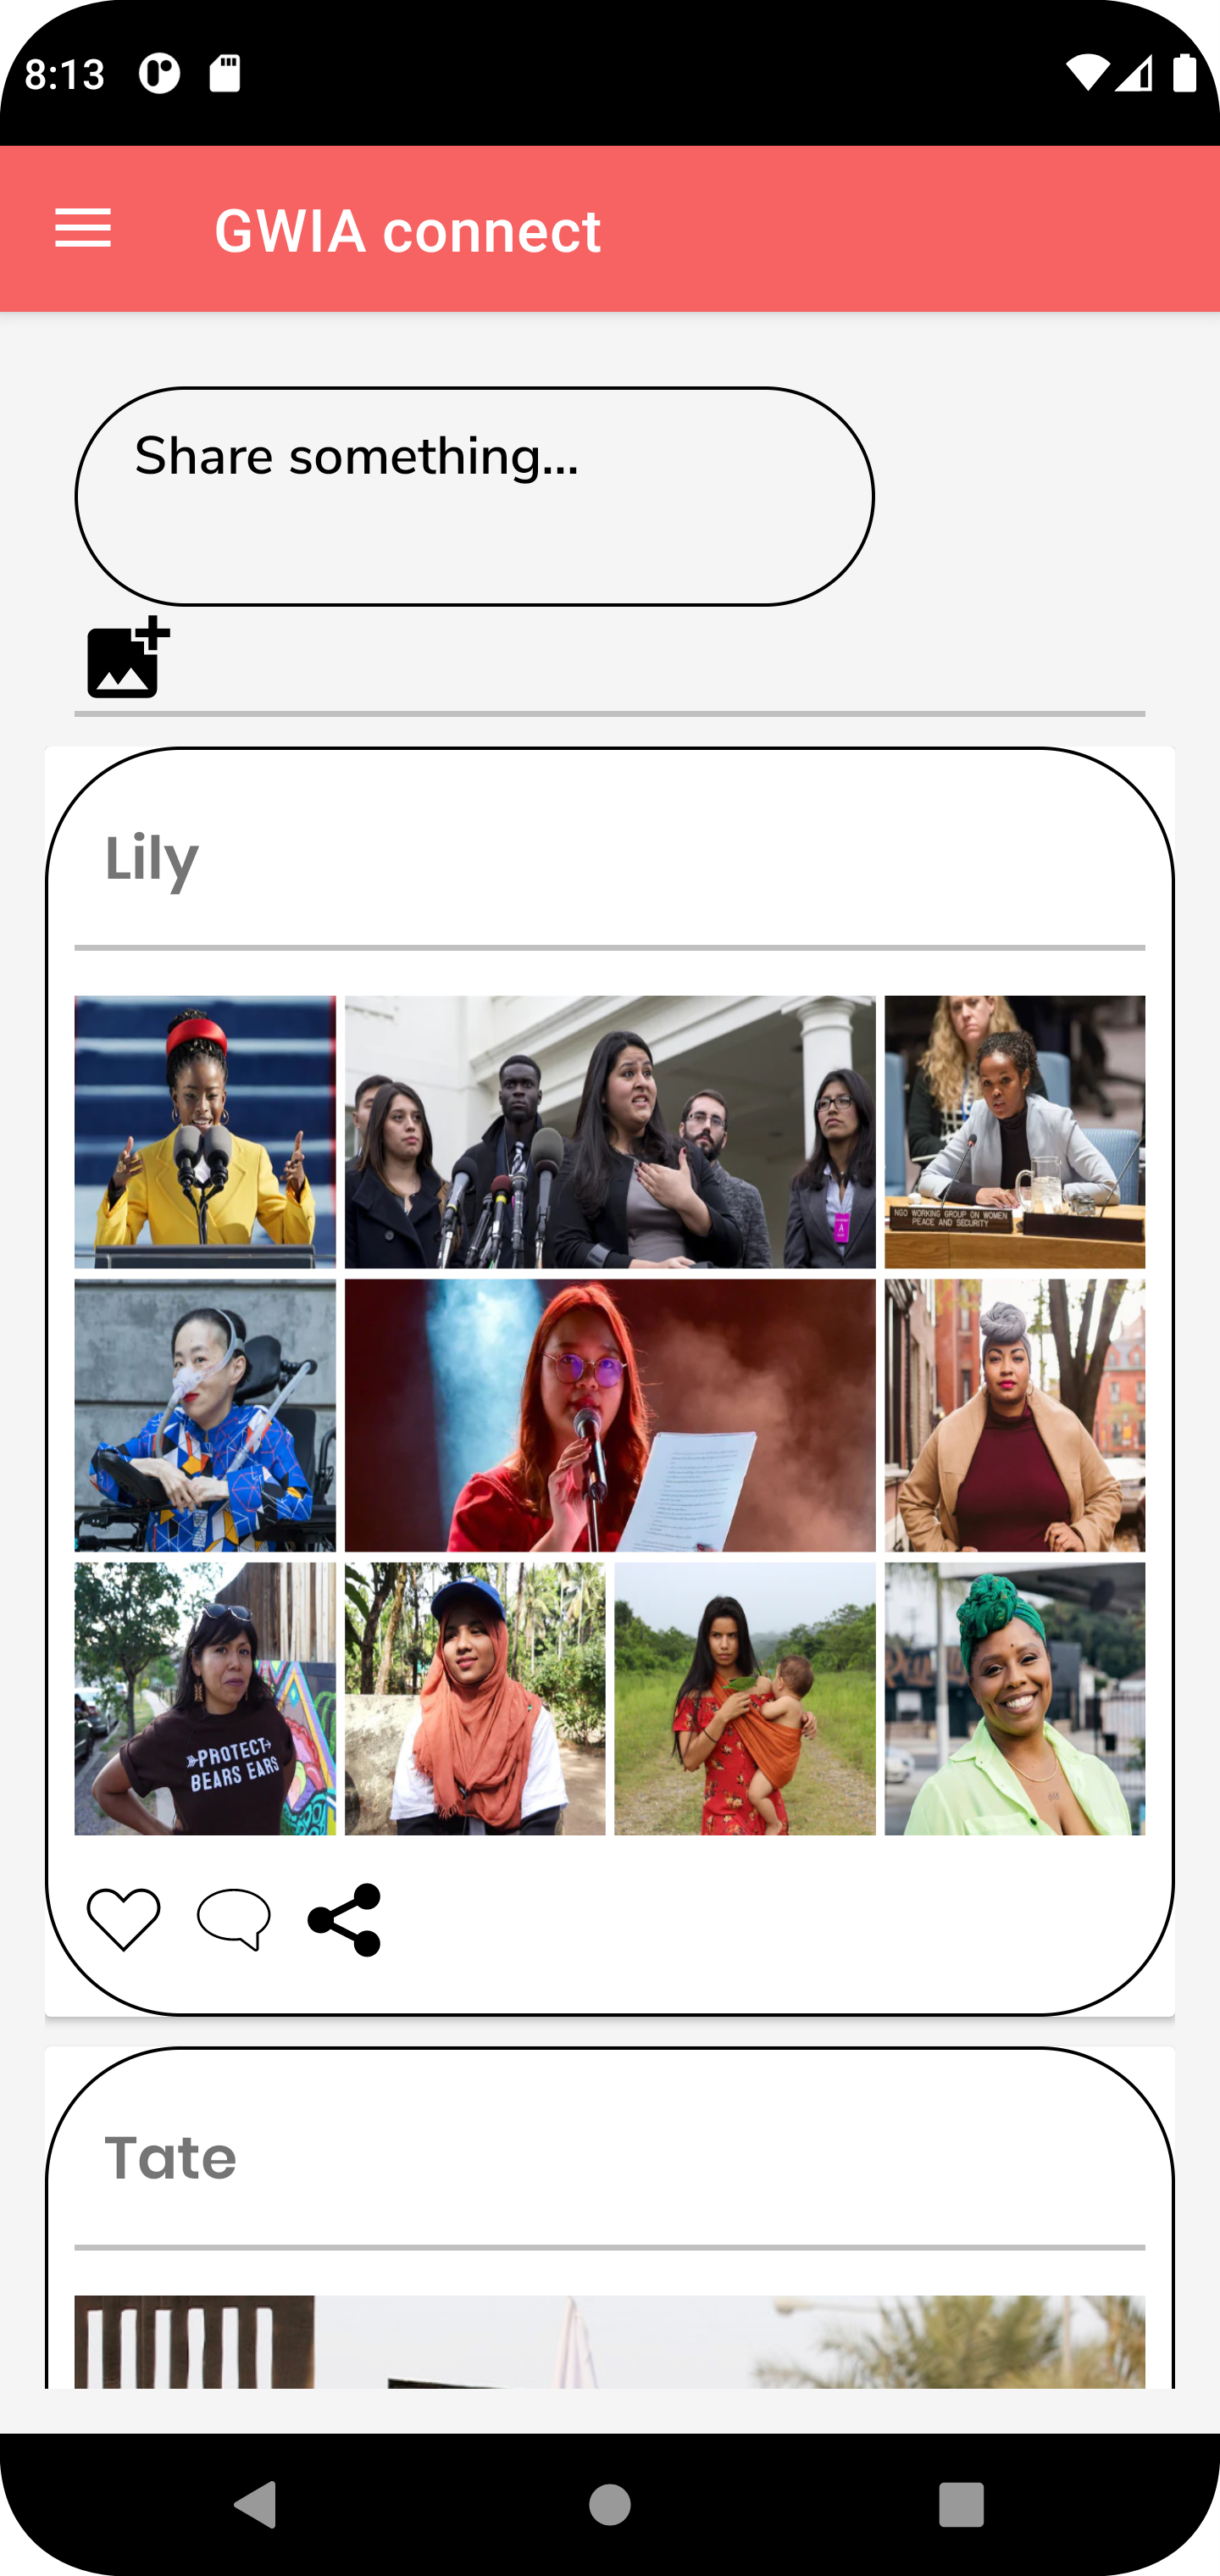 8:13
GWIA connect
Share something...
Lily
NGO WORKING GROUP ON WOMEN
PEACE AND SECURITY
A
PROTECT
BEARS EARS
Tate